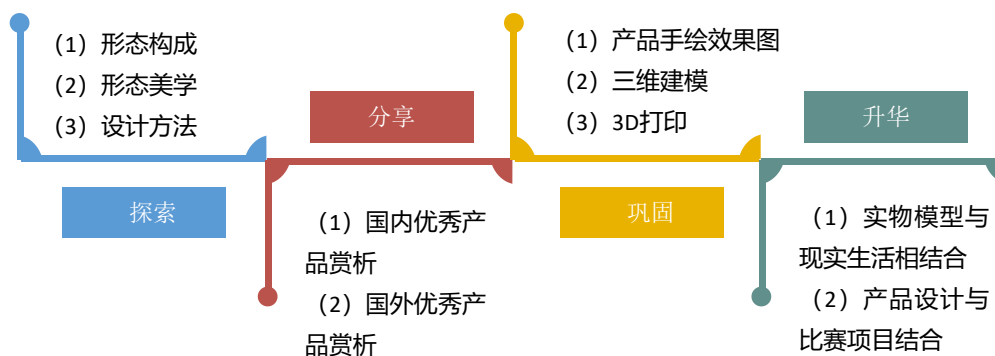 （1）形态构成
（2）形态美学
（3）设计方法
探索
分享
（1）国内优秀产
品赏析
（2）国外优秀产
品赏析
（1）产品手绘效果图
（2）三维建模
（3）3D打印
巩固
升华
（1）实物模型与
现实生活相结合
（2）产品设计与
比赛项目结合